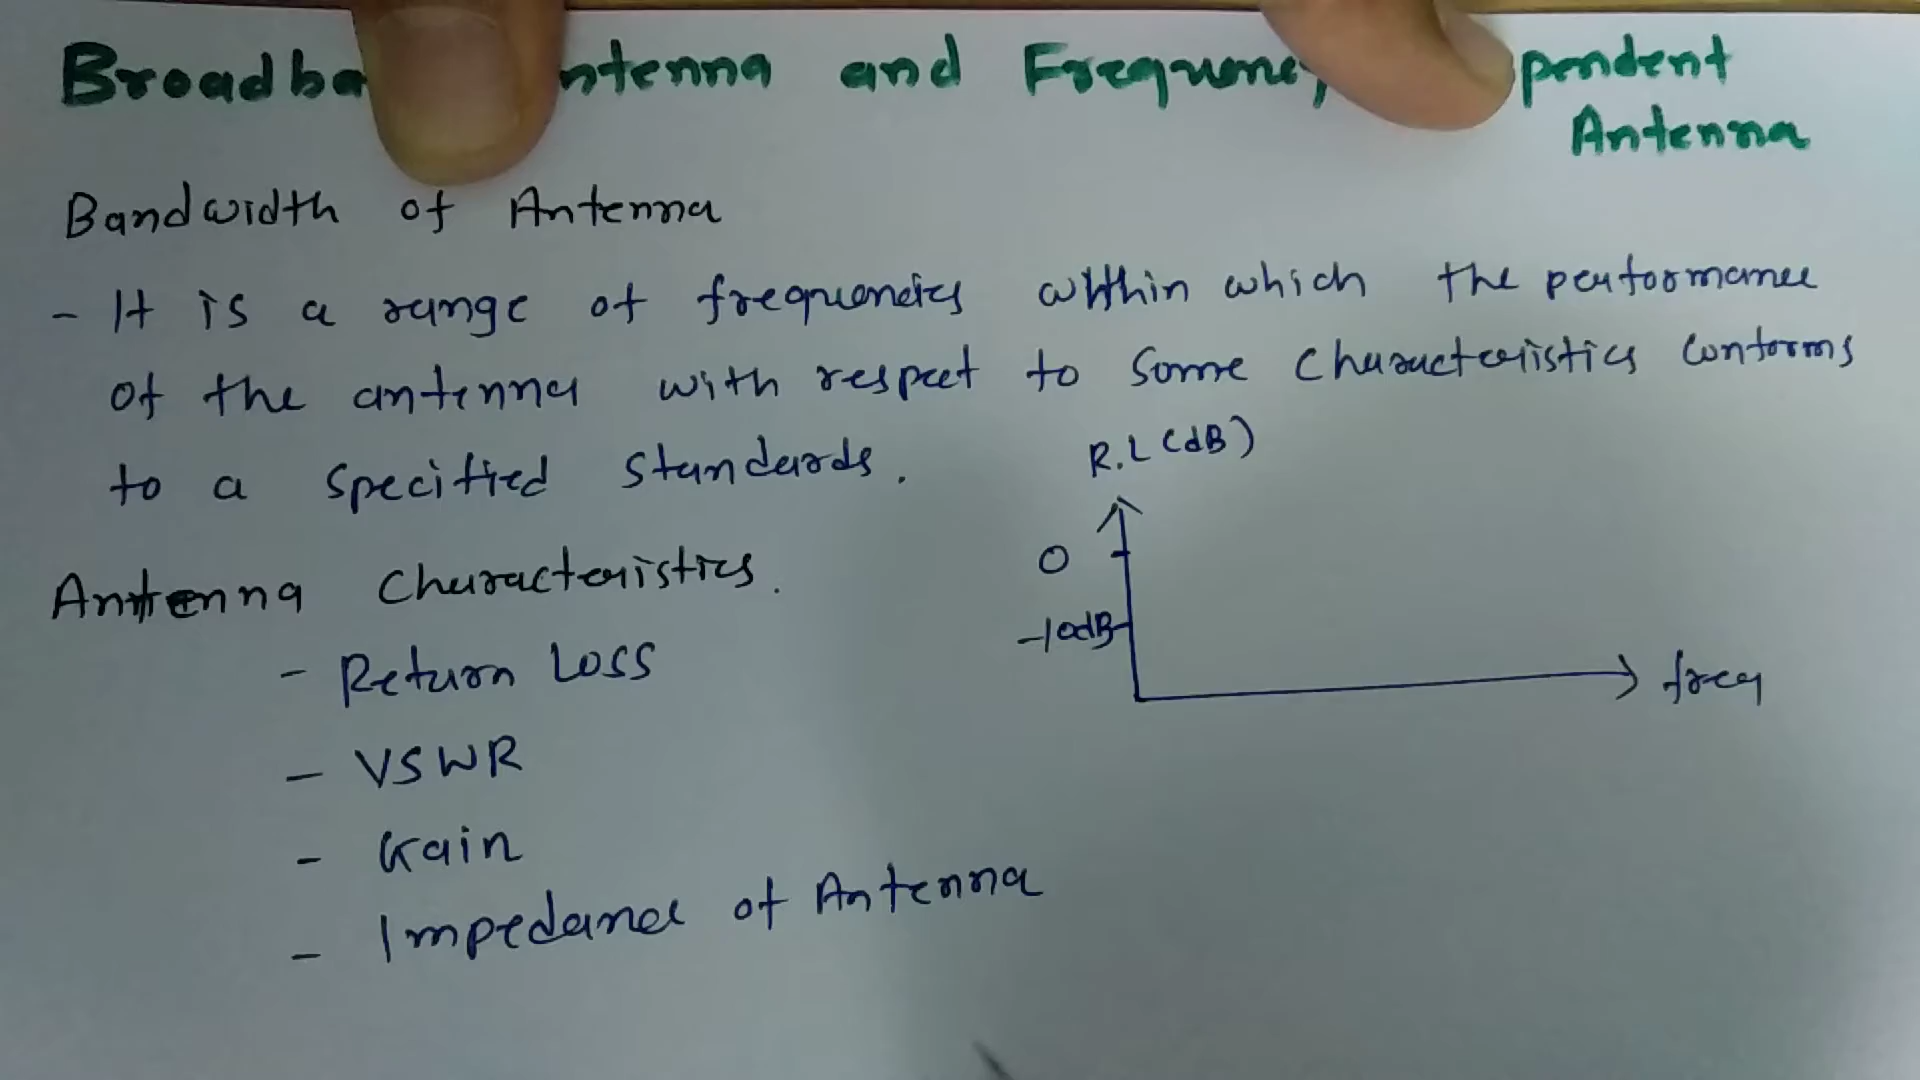 Broadba ntenna and Frequency pendent
Antenna
Bandwidth of Antenna
- It is a range of frequencies within which the performance
of the antenna with respect to some characteristics conforms
to a specified standards.
R.L (dB)
0
-10dB
freq
Antenna Characteristics.
- Return Loss
- VSWR
- Gain
- Impedance of Antenna